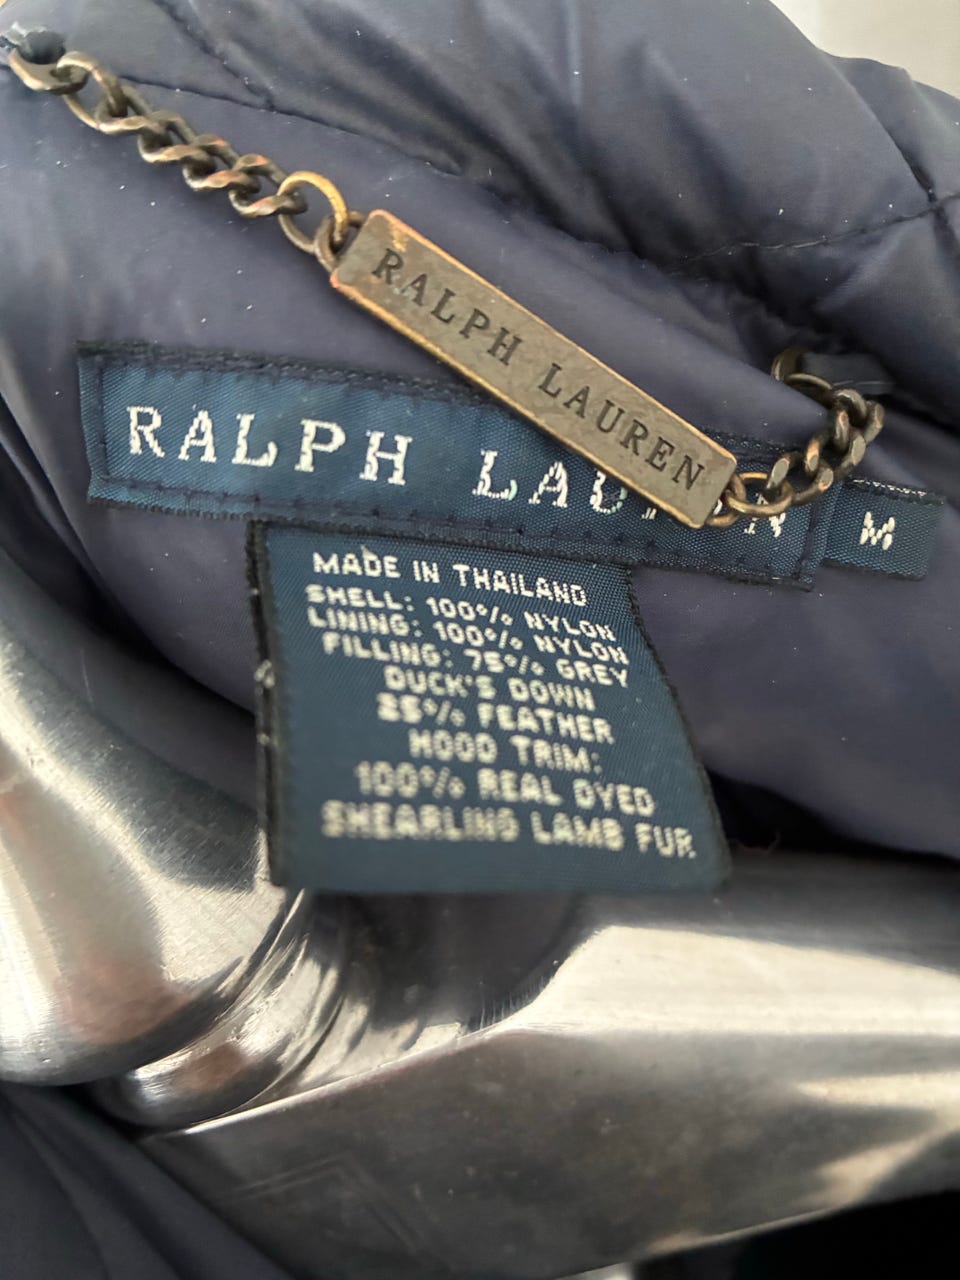 RALPH LAUREN
RALPH LAUREN
M
MADE IN THAILAND
SHELL: 100% NYLON
LINING: 100% NYLON
FILLING: 75% GREY
DUCK'S DOWN
25% FEATHER
HOOD TRIM:
100% REAL DYED
SHEARLING LAMB FUR